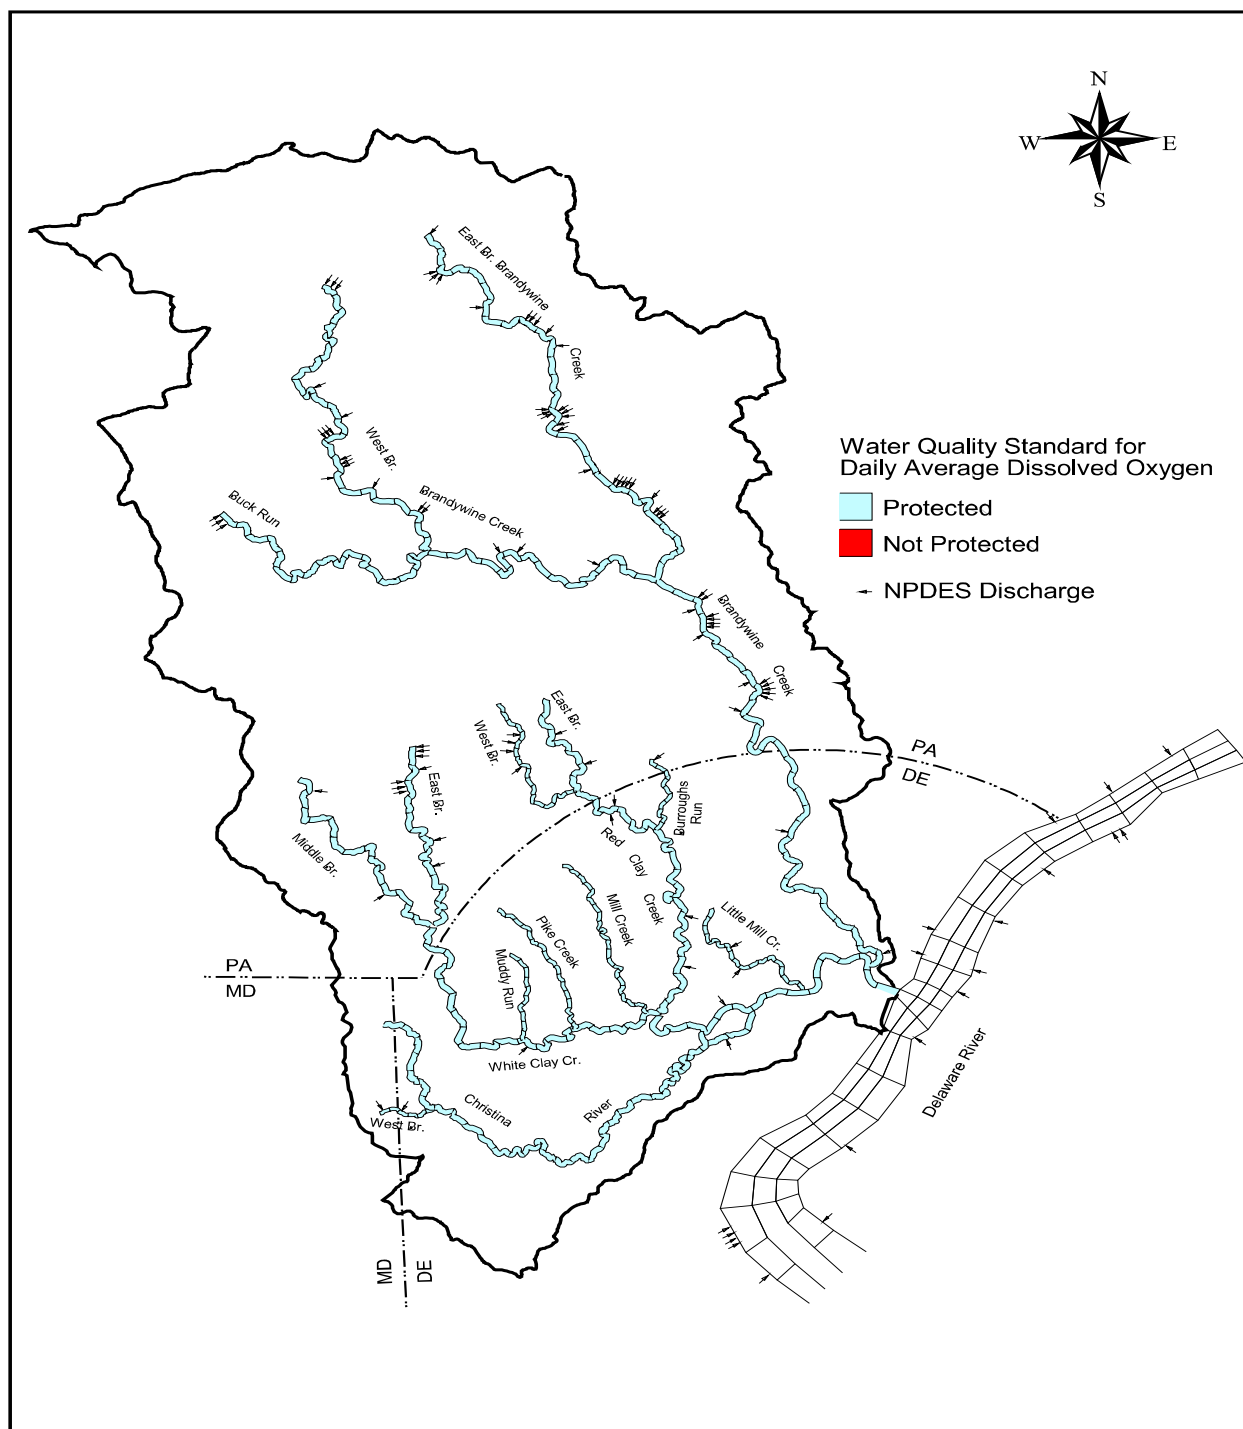 N
W E
S
East Br. Brandywine
Creek
West Br.
Brandywine Creek
Buck Run
Water Quality Standard for
Daily Average Dissolved Oxygen
Protected
Not Protected
NPDES Discharge
Brandywine
Creek
East Br.
West Br.
PA
DE
East Br.
Middle Br.
Burroughs
Run
Red Clay Creek
Mill Creek
Little Mill Cr.
Pike Creek
Muddy Run
PA
MD
White Clay Cr.
Christina
River
West Br.
Delaware River
MD
DE